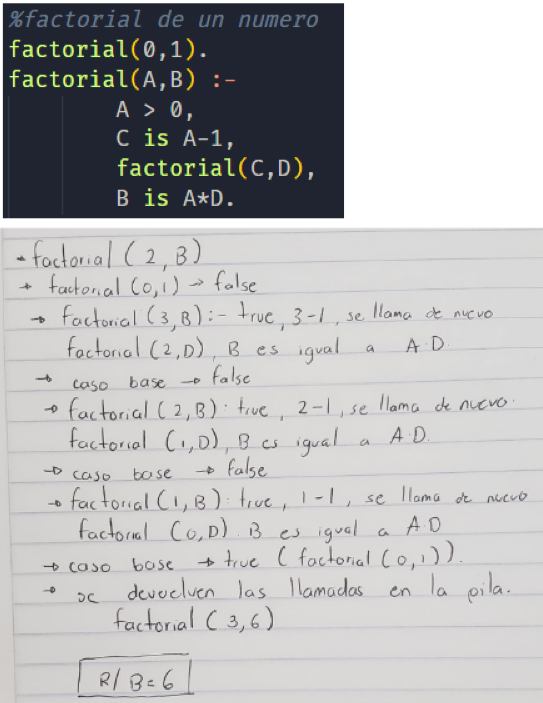 %factorial de un numero
factorial(0,1).
factorial(A,B) :-
A > 0,
C is A-1,
factorial(C,D),
B is A*D.
- factorial (2, B)
→ factorial (0,1) → false
→ factorial (3,B):- true, 3-1, se llama de nuevo
factorial (2,D), B es igual a A·D.
→ caso base → false
→ factorial (2,B): true, 2-1, se llama de nuevo.
factorial (1,D), B es igual a A·D.
→ caso base → false
→ factorial (1,B): true, 1-1, se llama de nuevo
factorial (0,D). B es igual a A·D
→ caso base → true (factorial (0,1)).
→ se devuelven las llamadas en la pila.
factorial (3,6)
R/ B=6